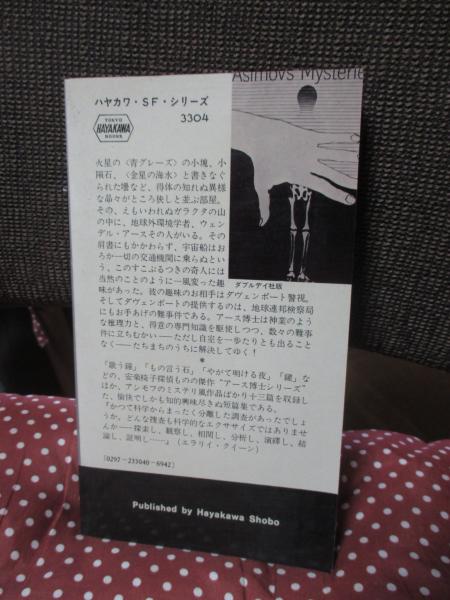 Asimov's Mysterie
ハヤカワ・SF・シリーズ
TOKYO
HAYAKAWA
BOOKS
3304
火星の〈青グレーズ〉の小塊、小
隕石、〈金星の海水〉と書きなぐ
られた壜など、得体の知れぬ異様
な品々がところ狭しと並ぶ部屋。
その、えもいわれぬガラクタの山
の中に、地球外環境学者、ウェン
デル・アースその人がいる。その
肩書にもかかわらず、宇宙船はお
ろか一切の交通機関に乗らぬとい
う、このすこぶるつきの奇人には
当然のことのように一風変った趣
味があった。彼の趣味のお相手はダヴェンポート警視。
そしてダヴェンポートの提供するのは、地球連邦検察局
にもお手あげの難事件である。アース博士は神業のよう
な推理力と、得意の専門知識を駆使しつつ、数々の難事
件に立ちむかい——ただし自室を一歩たりとも出ること
なく——たちまちのうちに解決してゆく！
ダブルデイ社版
＊
「歌う鐘」「もの言う石」「やがて明ける夜」「鍵」な
どの、安楽椅子探偵ものの傑作“アース博士シリーズ”
ほか、アシモフのミステリ風作品ばかり十三篇を収録し
た、愉快でしかも知的興味尽きぬ短篇集である。
『かつて科学からまったく分離した調査があったでしょ
うか。どんな捜査も科学的なエクササイズではありませ
んか——探索し、観察し、相関し、分析し、演繹し、結
論し、証明し……』（エラリイ・クイーン）
〔0297-233040-6942〕
Published by Hayakawa Shobo